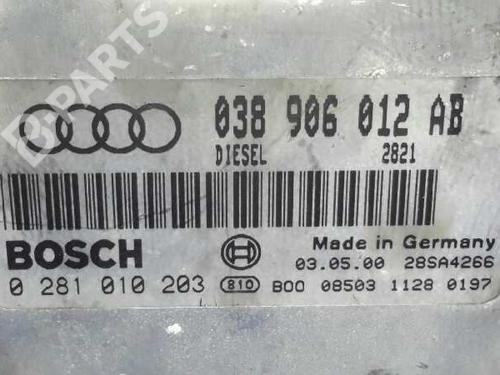 B-PARTS
038 906 012 AB
DIESEL 2821
BOSCH
Made in Germany
03.05.00 28SA4266
0 281 010 203 810 B00 08503 1128 0197